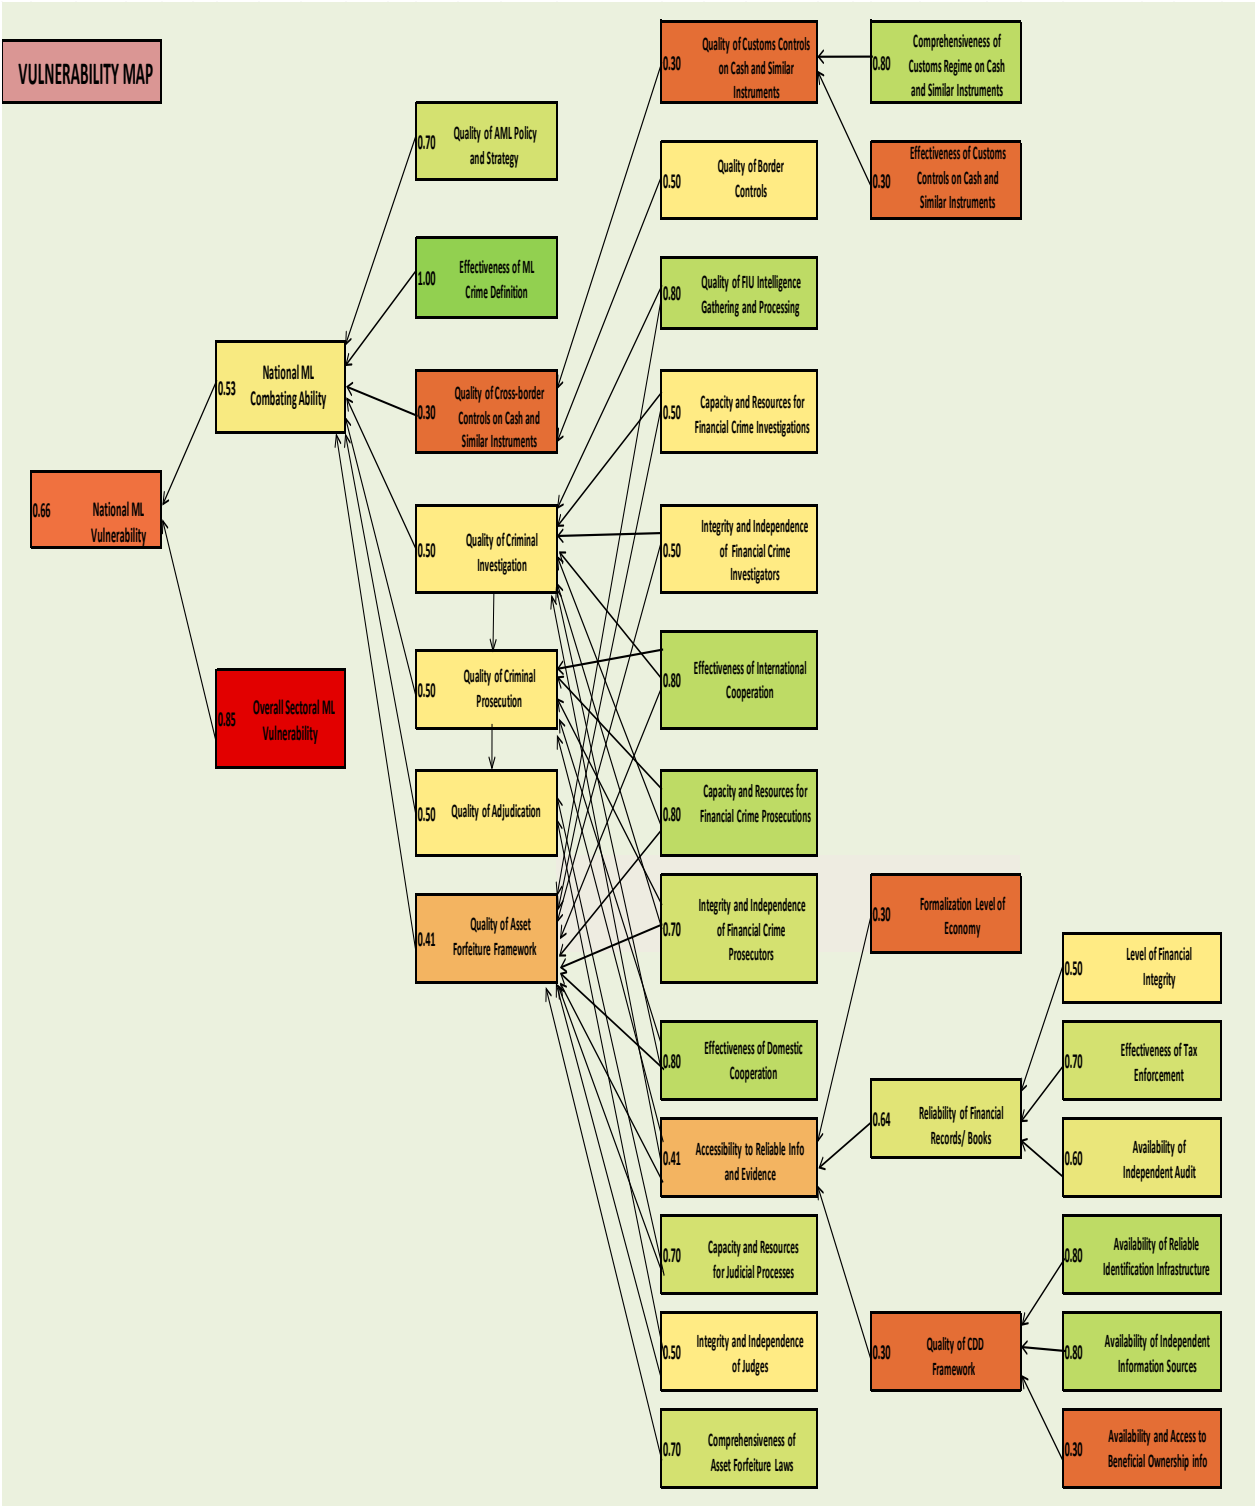 VULNERABILITY MAP
0.66
National ML
Vulnerability
0.53
National ML
Combating Ability
0.85
Overall Sectoral ML
Vulnerability
0.70
Quality of AML Policy
and Strategy
1.00
Effectiveness of ML
Crime Definition
0.30
Quality of Cross-border
Controls on Cash and
Similar Instruments
0.50
Quality of Criminal
Investigation
0.50
Quality of Criminal
Prosecution
0.50
Quality of Adjudication
0.41
Quality of Asset
Forfeiture Framework
0.30
Quality of Customs Controls
on Cash and Similar
Instruments
0.50
Quality of Border
Controls
0.80
Quality of FIU Intelligence
Gathering and Processing
0.50
Capacity and Resources for
Financial Crime Investigations
0.50
Integrity and Independence
of Financial Crime
Investigators
0.80
Effectiveness of International
Cooperation
0.80
Capacity and Resources for
Financial Crime Prosecutions
0.70
Integrity and Independence
of Financial Crime
Prosecutors
0.80
Effectiveness of Domestic
Cooperation
0.41
Accessibility to Reliable Info
and Evidence
0.70
Capacity and Resources
for Judicial Processes
0.50
Integrity and Independence
of Judges
0.70
Comprehensiveness of
Asset Forfeiture Laws
0.80
Comprehensiveness of
Customs Regime on Cash
and Similar Instruments
0.30
Effectiveness of Customs
Controls on Cash and
Similar Instruments
0.30
Formalization Level of
Economy
0.64
Reliability of Financial
Records/ Books
0.30
Quality of CDD
Framework
0.50
Level of Financial
Integrity
0.70
Effectiveness of Tax
Enforcement
0.60
Availability of
Independent Audit
0.80
Availability of Reliable
Identification Infrastructure
0.80
Availability of Independent
Information Sources
0.30
Availability and Access to
Beneficial Ownership info